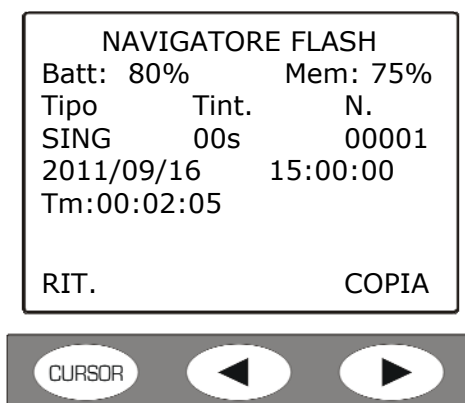 NAVIGATORE FLASH
Batt: 80% Mem: 75%
Tipo Tint. N.
SING 00s 00001
2011/09/16 15:00:00
Tm:00:02:05
RIT. COPIA
CURSOR